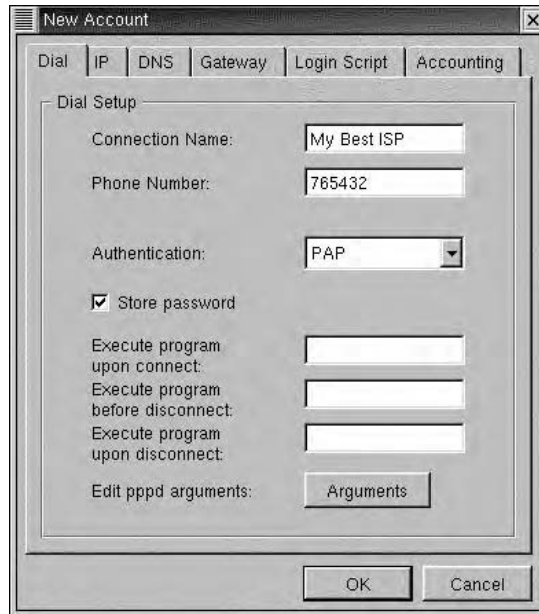 New Account
Dial IP DNS Gateway Login Script Accounting
Dial Setup
Connection Name: My Best ISP
Phone Number: 765432
Authentication: PAP
Store password
Execute program
upon connect:
Execute program
before disconnect:
Execute program
upon disconnect:
Edit pppd arguments: Arguments
OK Cancel